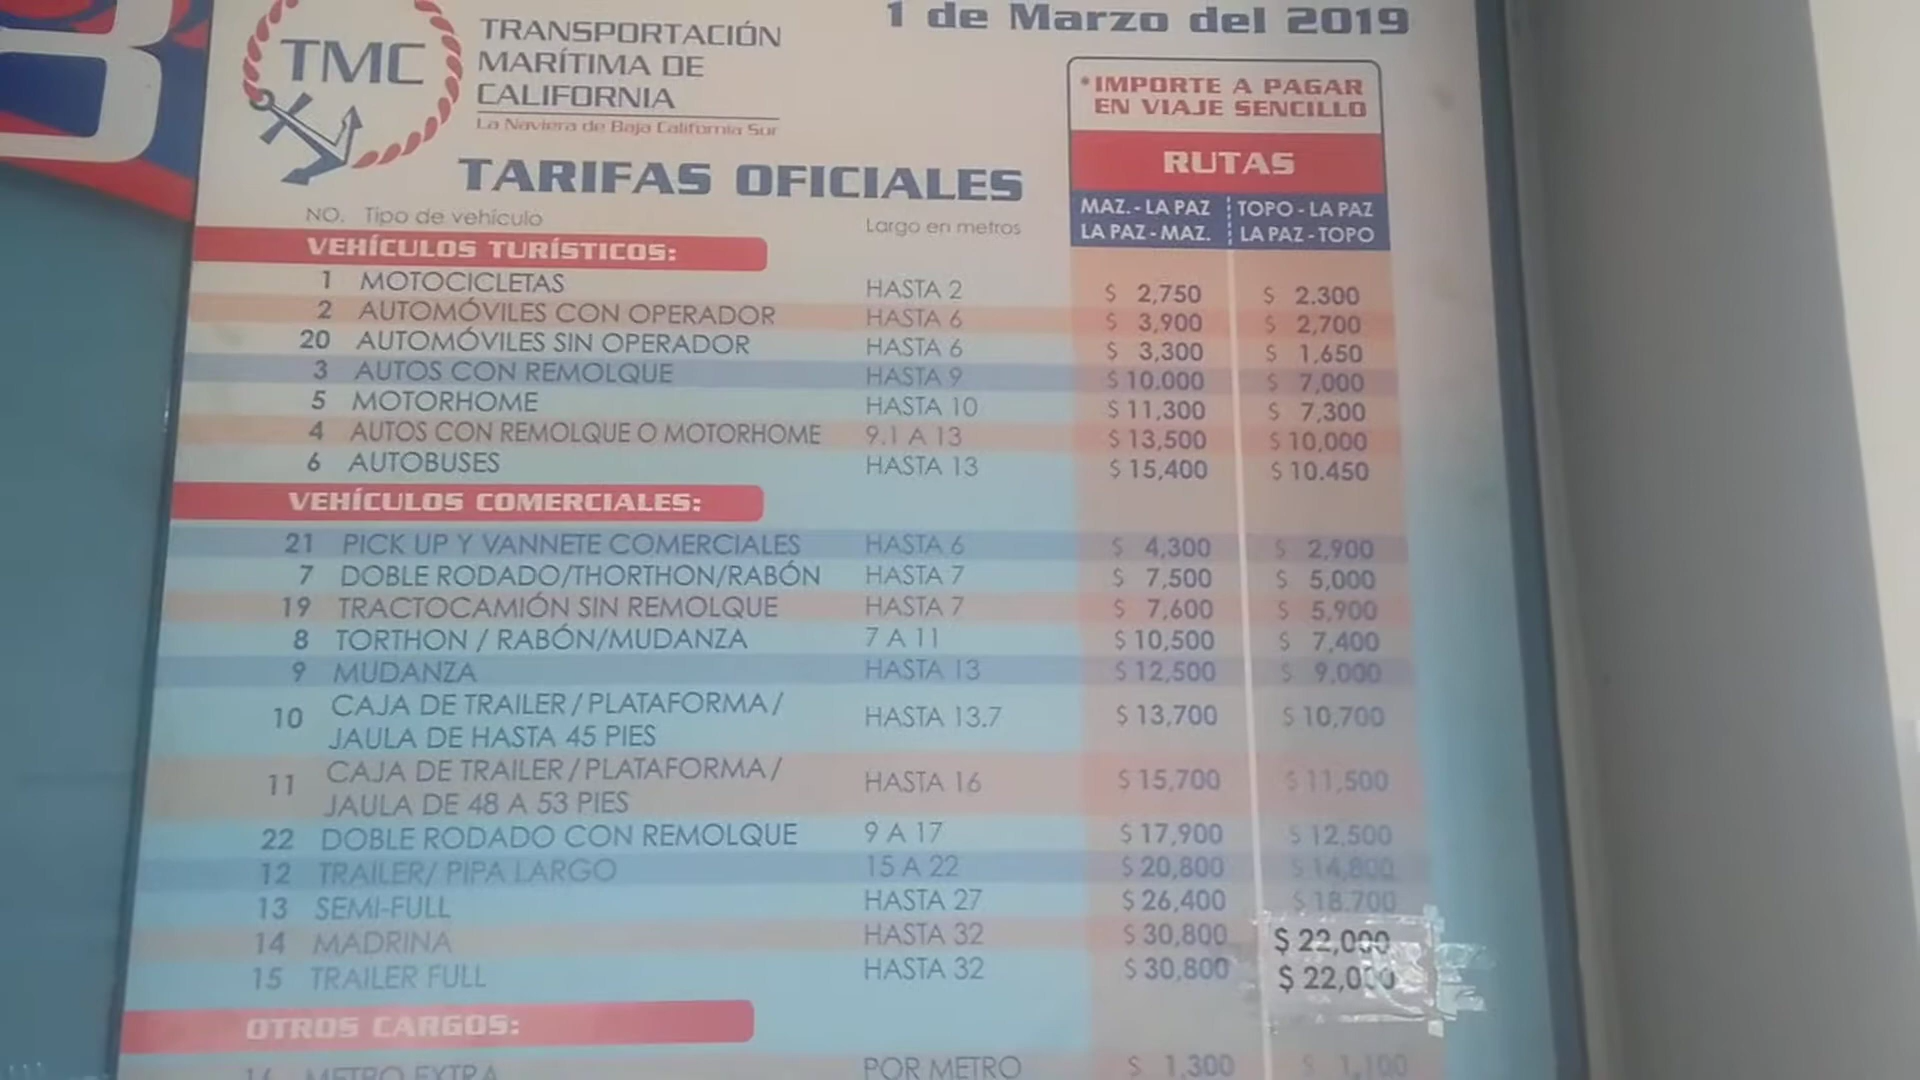 1 de Marzo del 2019
TMC
TRANSPORTACIÓN
MARÍTIMA DE
CALIFORNIA
La Naviera de Baja California Sur
*IMPORTE A PAGAR
EN VIAJE SENCILLO
TARIFAS OFICIALES
RUTAS
NO. Tipo de vehículo Largo en metros MAZ. - LA PAZ TOPO - LA PAZ
LA PAZ - MAZ. LA PAZ - TOPO
VEHÍCULOS TURÍSTICOS:
1 MOTOCICLETAS HASTA 2 $ 2,750 $ 2.300
2 AUTOMÓVILES CON OPERADOR HASTA 6 $ 3,900 $ 2,700
20 AUTOMÓVILES SIN OPERADOR HASTA 6 $ 3,300 $ 1,650
3 AUTOS CON REMOLQUE HASTA 9 $ 10.000 $ 7,000
5 MOTORHOME HASTA 10 $ 11,300 $ 7,300
4 AUTOS CON REMOLQUE O MOTORHOME 9.1 A 13 $ 13,500 $ 10,000
6 AUTOBUSES HASTA 13 $ 15,400 $ 10.450
VEHÍCULOS COMERCIALES:
21 PICK UP Y VANNETE COMERCIALES HASTA 6 $ 4,300 $ 2,900
7 DOBLE RODADO/THORTHON/RABÓN HASTA 7 $ 7,500 $ 5,000
19 TRACTOCAMIÓN SIN REMOLQUE HASTA 7 $ 7,600 $ 5,900
8 TORTHON / RABÓN/MUDANZA 7 A 11 $ 10,500 $ 7,400
9 MUDANZA HASTA 13 $ 12,500 $ 9,000
10 CAJA DE TRAILER / PLATAFORMA / HASTA 13.7 $ 13,700 $ 10,700
JAULA DE HASTA 45 PIES
11 CAJA DE TRAILER / PLATAFORMA / HASTA 16 $ 15,700 $ 11,500
JAULA DE 48 A 53 PIES
22 DOBLE RODADO CON REMOLQUE 9 A 17 $ 17,900 $ 12,500
12 TRAILER/ PIPA LARGO 15 A 22 $ 20,800 $ 14,800
13 SEMI-FULL HASTA 27 $ 26,400 $ 18.700
14 MADRINA HASTA 32 $ 30,800 $ 22,000
15 TRAILER FULL HASTA 32 $ 30,800 $ 22,000
OTROS CARGOS:
16 METRO EXTRA POR METRO $ 1,300 $ 1,100